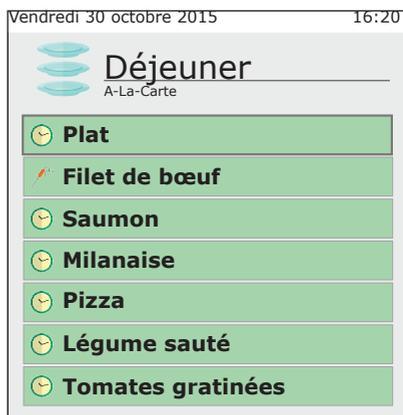 Vendredi 30 octobre 2015 16:20
Déjeuner
A-La-Carte
Plat
Filet de bœuf
Saumon
Milanaise
Pizza
Légume sauté
Tomates gratinées